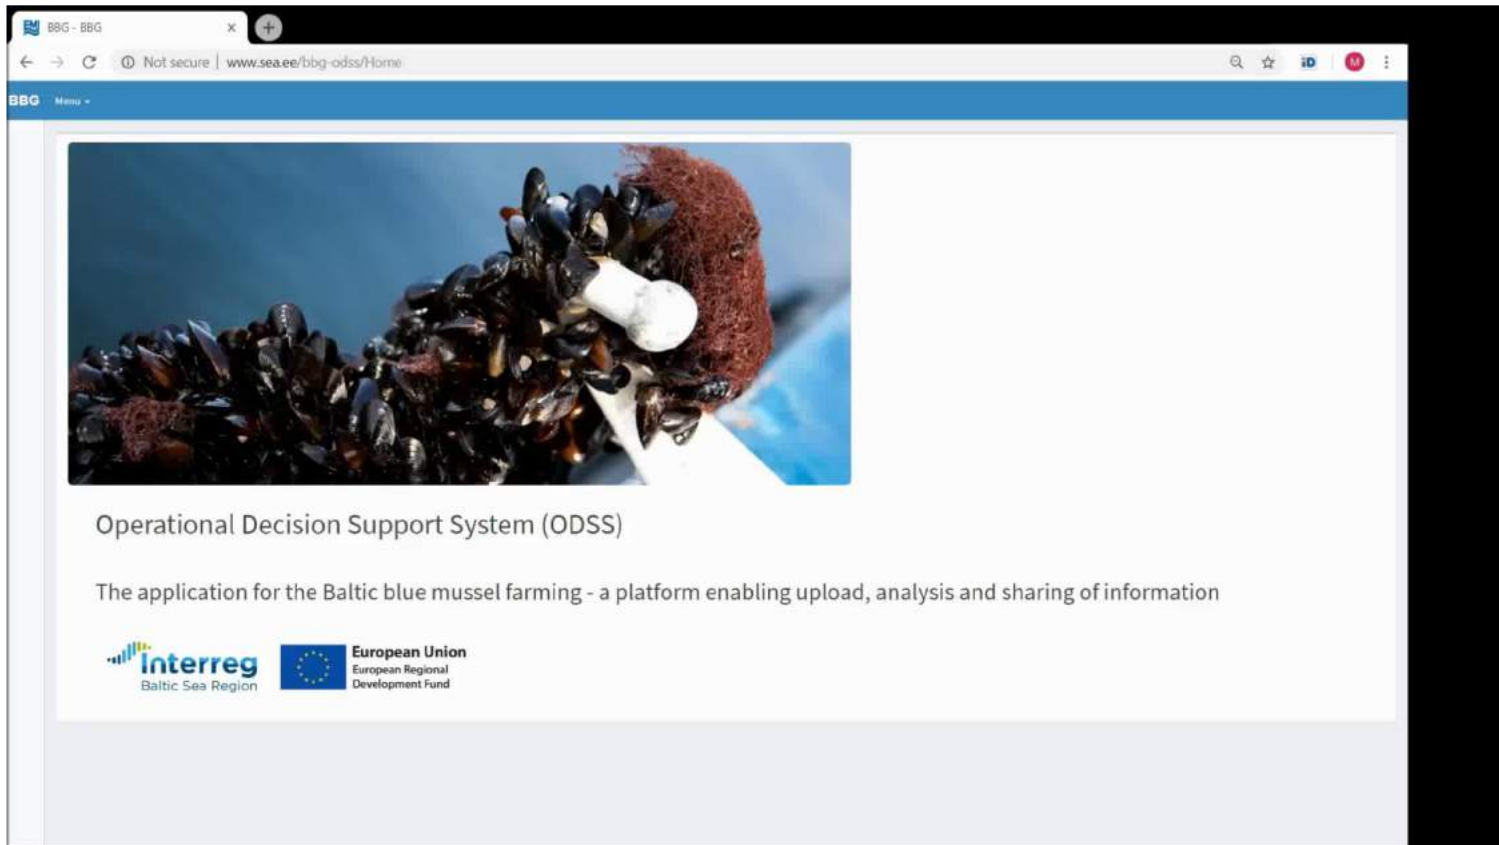 BBG - BBG
Not secure | www.sea.ee/bbg-odss/Home
iD
M
BBG Menu
Operational Decision Support System (ODSS)
The application for the Baltic blue mussel farming - a platform enabling upload, analysis and sharing of information
Interreg
Baltic Sea Region
European Union
European Regional
Development Fund